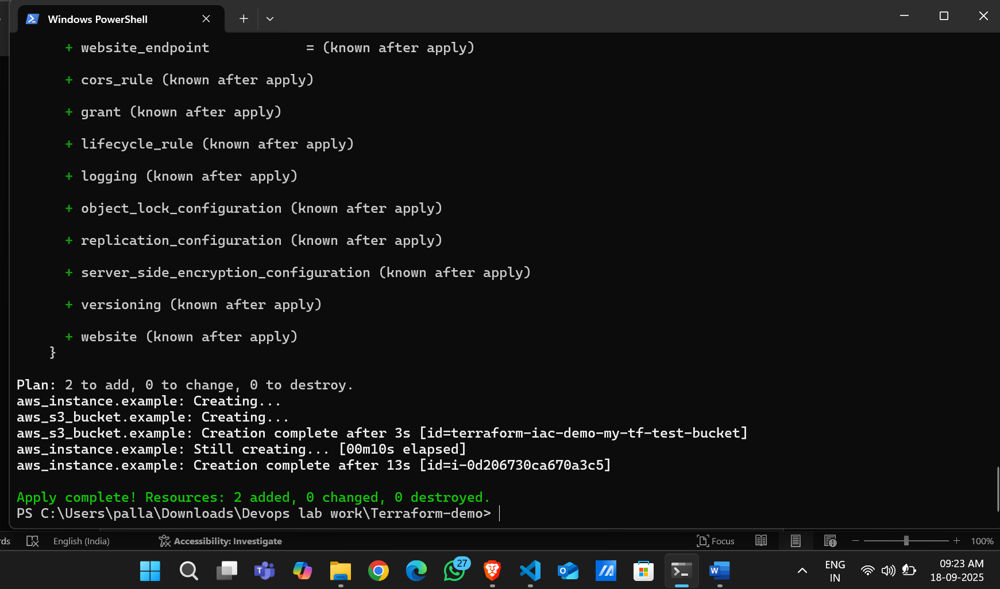 Windows PowerShell
+ website_endpoint = (known after apply)
+ cors_rule (known after apply)
+ grant (known after apply)
+ lifecycle_rule (known after apply)
+ logging (known after apply)
+ object_lock_configuration (known after apply)
+ replication_configuration (known after apply)
+ server_side_encryption_configuration (known after apply)
+ versioning (known after apply)
+ website (known after apply)
}
Plan: 2 to add, 0 to change, 0 to destroy.
aws_instance.example: Creating...
aws_s3_bucket.example: Creating...
aws_s3_bucket.example: Creation complete after 3s [id=terraform-iac-demo-my-tf-test-bucket]
aws_instance.example: Still creating... [00m10s elapsed]
aws_instance.example: Creation complete after 13s [id=i-0d206730ca670a3c5]
Apply complete! Resources: 2 added, 0 changed, 0 destroyed.
PS C:\Users\palla\Downloads\Devops lab work\Terraform-demo>
rds English (India) Accessibility: Investigate Focus 100%
27
ENG
IN
09:23 AM
18-09-2025